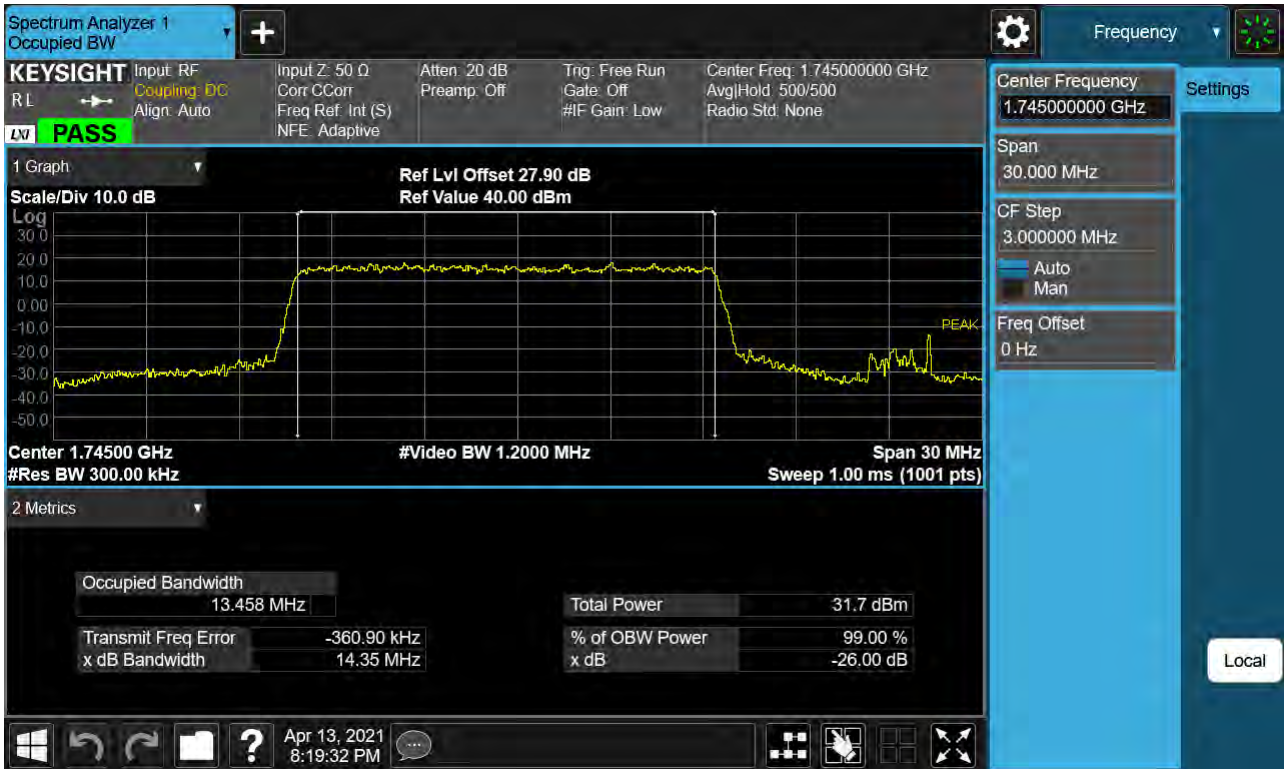 Spectrum Analyzer 1
Occupied BW
+
Frequency
KEYSIGHT
RL
LXI
PASS
Input: RF
Coupling: DC
Align: Auto
Input Z: 50 Ω
Corr CCorr
Freq Ref: Int (S)
NFE: Adaptive
Atten: 20 dB
Preamp: Off
Trig: Free Run
Gate: Off
#IF Gain: Low
Center Freq: 1.745000000 GHz
Avg|Hold: 500/500
Radio Std: None
1 Graph
Scale/Div 10.0 dB
Ref Lvl Offset 27.90 dB
Ref Value 40.00 dBm
Log
30.0
20.0
10.0
0.00
-10.0
-20.0
-30.0
-40.0
-50.0
PEAK
Center 1.74500 GHz
#Video BW 1.2000 MHz
Span 30 MHz
#Res BW 300.00 kHz
Sweep 1.00 ms (1001 pts)
2 Metrics
Occupied Bandwidth
13.458 MHz
Total Power 31.7 dBm
Transmit Freq Error -360.90 kHz
% of OBW Power 99.00 %
x dB Bandwidth 14.35 MHz
x dB -26.00 dB
Center Frequency
1.745000000 GHz
Settings
Span
30.000 MHz
CF Step
3.000000 MHz
Auto
Man
Freq Offset
0 Hz
Local
?
Apr 13, 2021
8:19:32 PM